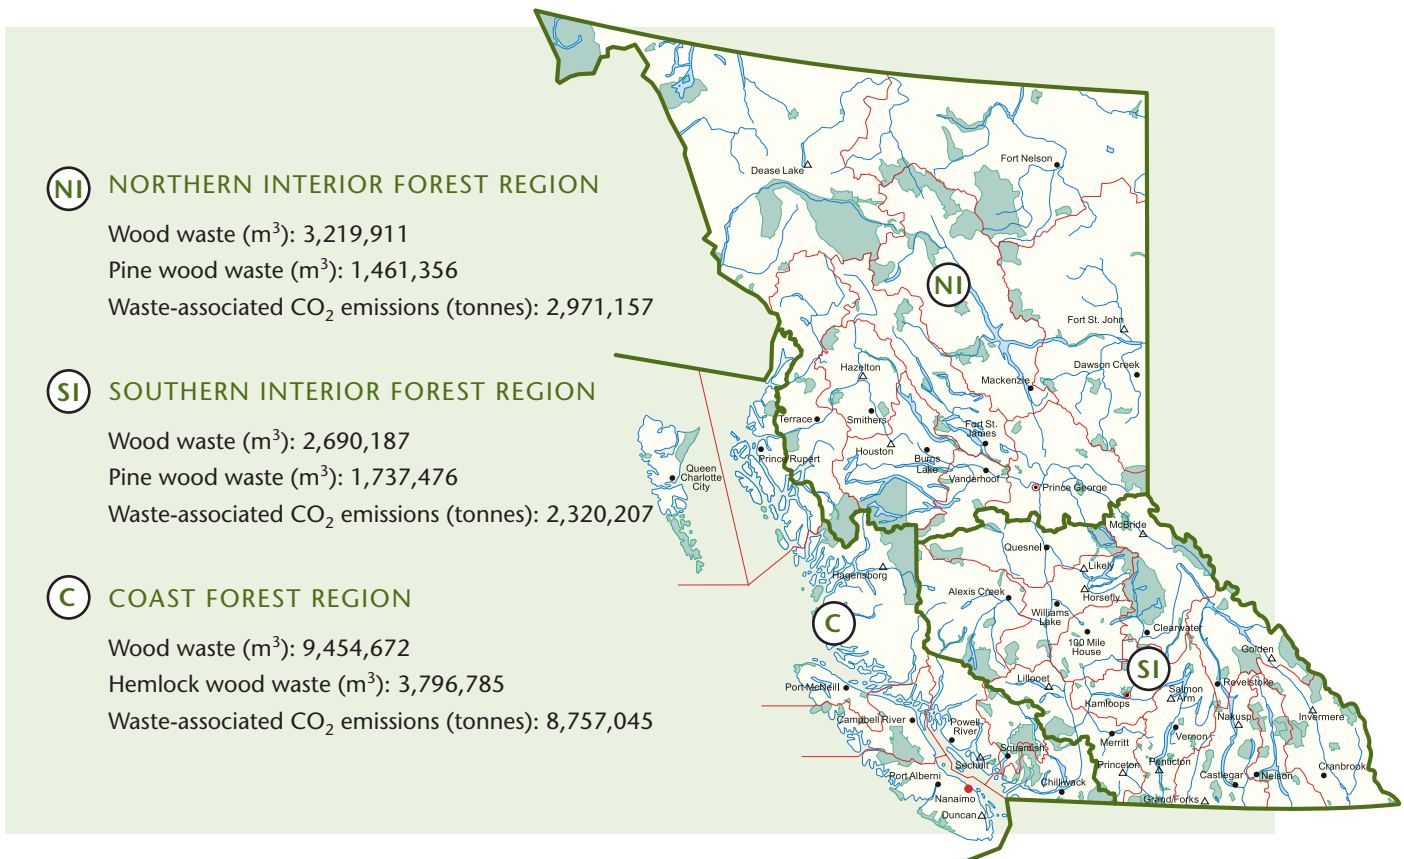 NI NORTHERN INTERIOR FOREST REGION
Wood waste (m³): 3,219,911
Pine wood waste (m³): 1,461,356
Waste-associated CO₂ emissions (tonnes): 2,971,157
SI SOUTHERN INTERIOR FOREST REGION
Wood waste (m³): 2,690,187
Pine wood waste (m³): 1,737,476
Waste-associated CO₂ emissions (tonnes): 2,320,207
C COAST FOREST REGION
Wood waste (m³): 9,454,672
Hemlock wood waste (m³): 3,796,785
Waste-associated CO₂ emissions (tonnes): 8,757,045
Dease Lake
Fort Nelson
NI
Fort St. John
Dawson Creek
Hazelton
Mackenzie
Terrace
Smithers
Fort St.
James
Houston
Burns
Lake
Prince Rupert
Vanderhoof
Queen
Charlotte
City
Prince George
McBride
Quesnel
Likely
Hagensborg
Horsefly
Alexis Creek
Williams
Lake
C
Clearwater
100 Mile
House
Golden
SI
Lillooet
Revelstoke
Port McNeill
Salmon
Arm
Kamloops
Nakusp
Invermere
Campbell River
Powell
River
Vernon
Merritt
Squamish
Sechelt
Princeton
Penticton
Cranbrook
Port Alberni
Chilliwack
Castlegar
Nelson
Nanaimo
Grand Forks
Duncan